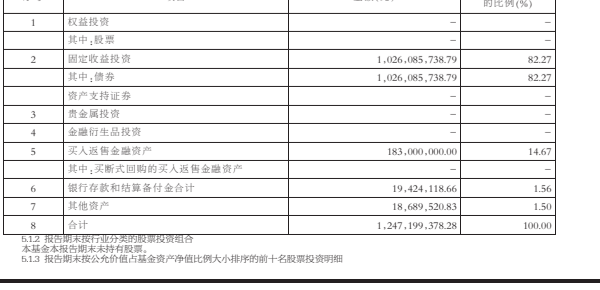 的比例(%)
1 权益投资 － －
其中:股票 － －
2 固定收益投资 1,026,085,738.79 82.27
其中:债券 1,026,085,738.79 82.27
资产支持证券 － －
3 贵金属投资 － －
4 金融衍生品投资 － －
5 买入返售金融资产 183,000,000.00 14.67
其中:买断式回购的买入返售金融资产 － －
6 银行存款和结算备付金合计 19,424,118.66 1.56
7 其他资产 18,689,520.83 1.50
8 合计 1,247,199,378.28 100.00
5.1.2 报告期末按行业分类的股票投资组合
本基金本报告期末未持有股票。
5.1.3 报告期末按公允价值占基金资产净值比例大小排序的前十名股票投资明细